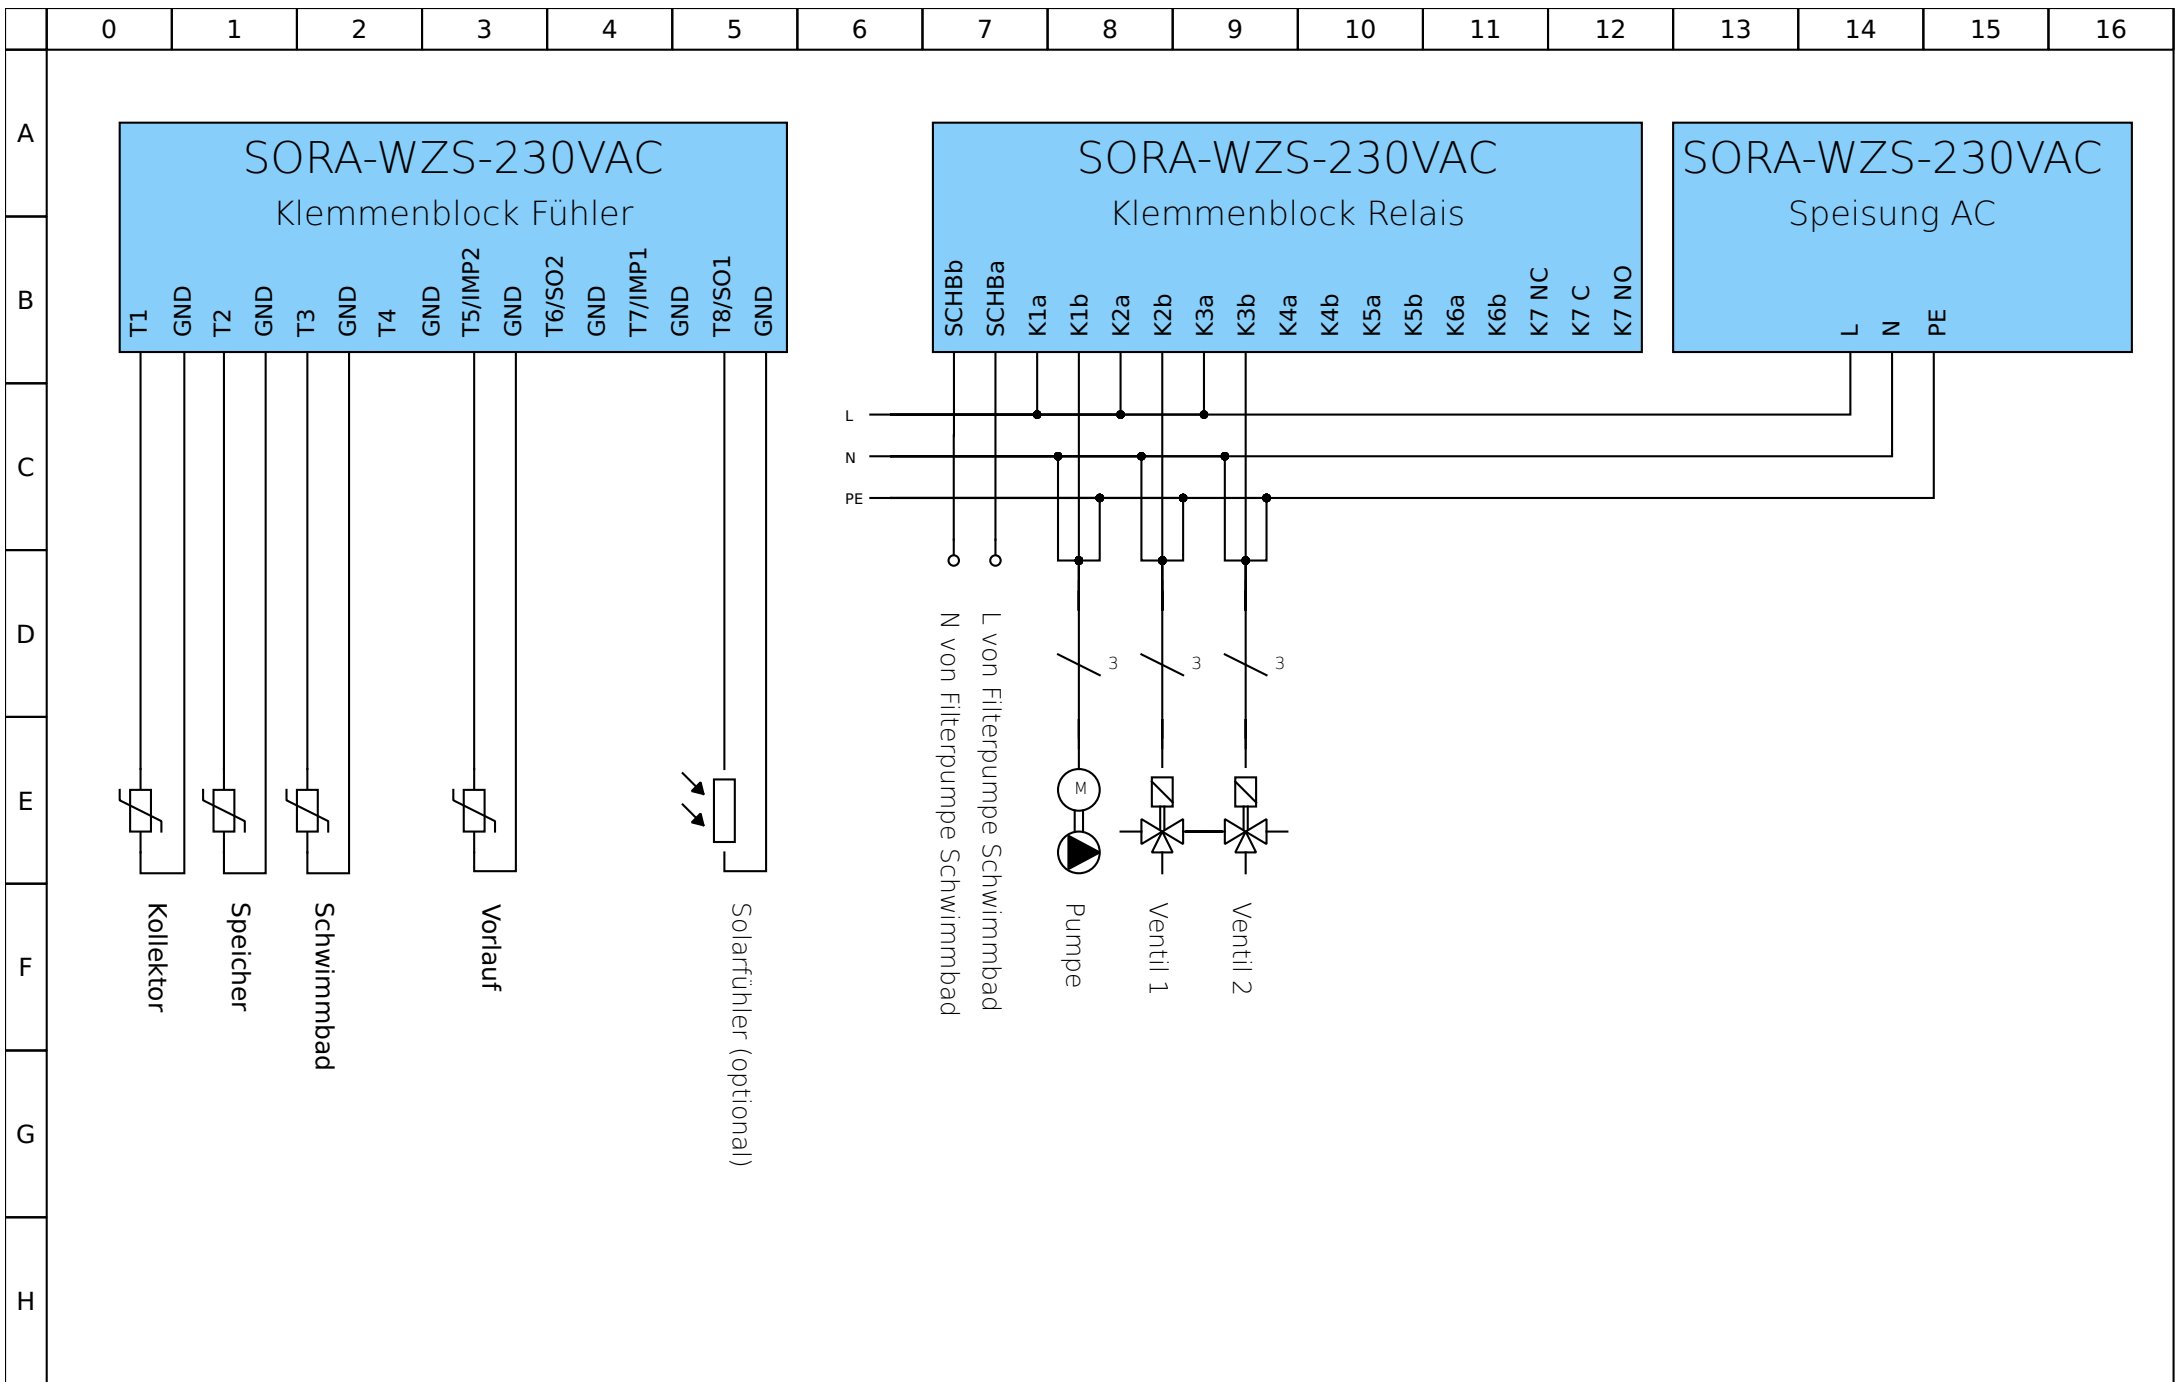 0 1 2 3 4 5 6 7 8 9 10 11 12 13 14 15 16
A
B
C
D
E
F
G
H
SORA-WZS-230VAC
Klemmenblock Fühler
T1
GND
T2
GND
T3
GND
T4
GND
T5/IMP2
GND
T6/SO2
GND
T7/IMP1
GND
T8/SO1
GND
SORA-WZS-230VAC
Klemmenblock Relais
SCHBb
SCHBa
K1a
K1b
K2a
K2b
K3a
K3b
K4a
K4b
K5a
K5b
K6a
K6b
K7 NC
K7 C
K7 NO
SORA-WZS-230VAC
Speisung AC
L
N
PE
L
N
PE
3
3
3
M
Kollektor
Speicher
Schwimmbad
Vorlauf
Solarfühler (optional)
N von Filterpumpe Schwimmbad
L von Filterpumpe Schwimmbad
Pumpe
Ventil 1
Ventil 2